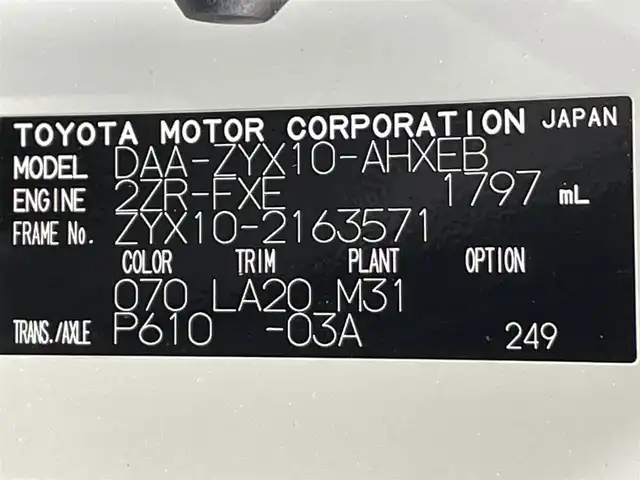 TOYOTA MOTOR CORPORATION JAPAN
MODEL DAA-ZYX10-AHXEB
ENGINE 2ZR-FXE 1797 mL
FRAME No. ZYX10-2163571
COLOR TRIM PLANT OPTION
070 LA20 M31
TRANS./AXLE P610 -03A 249